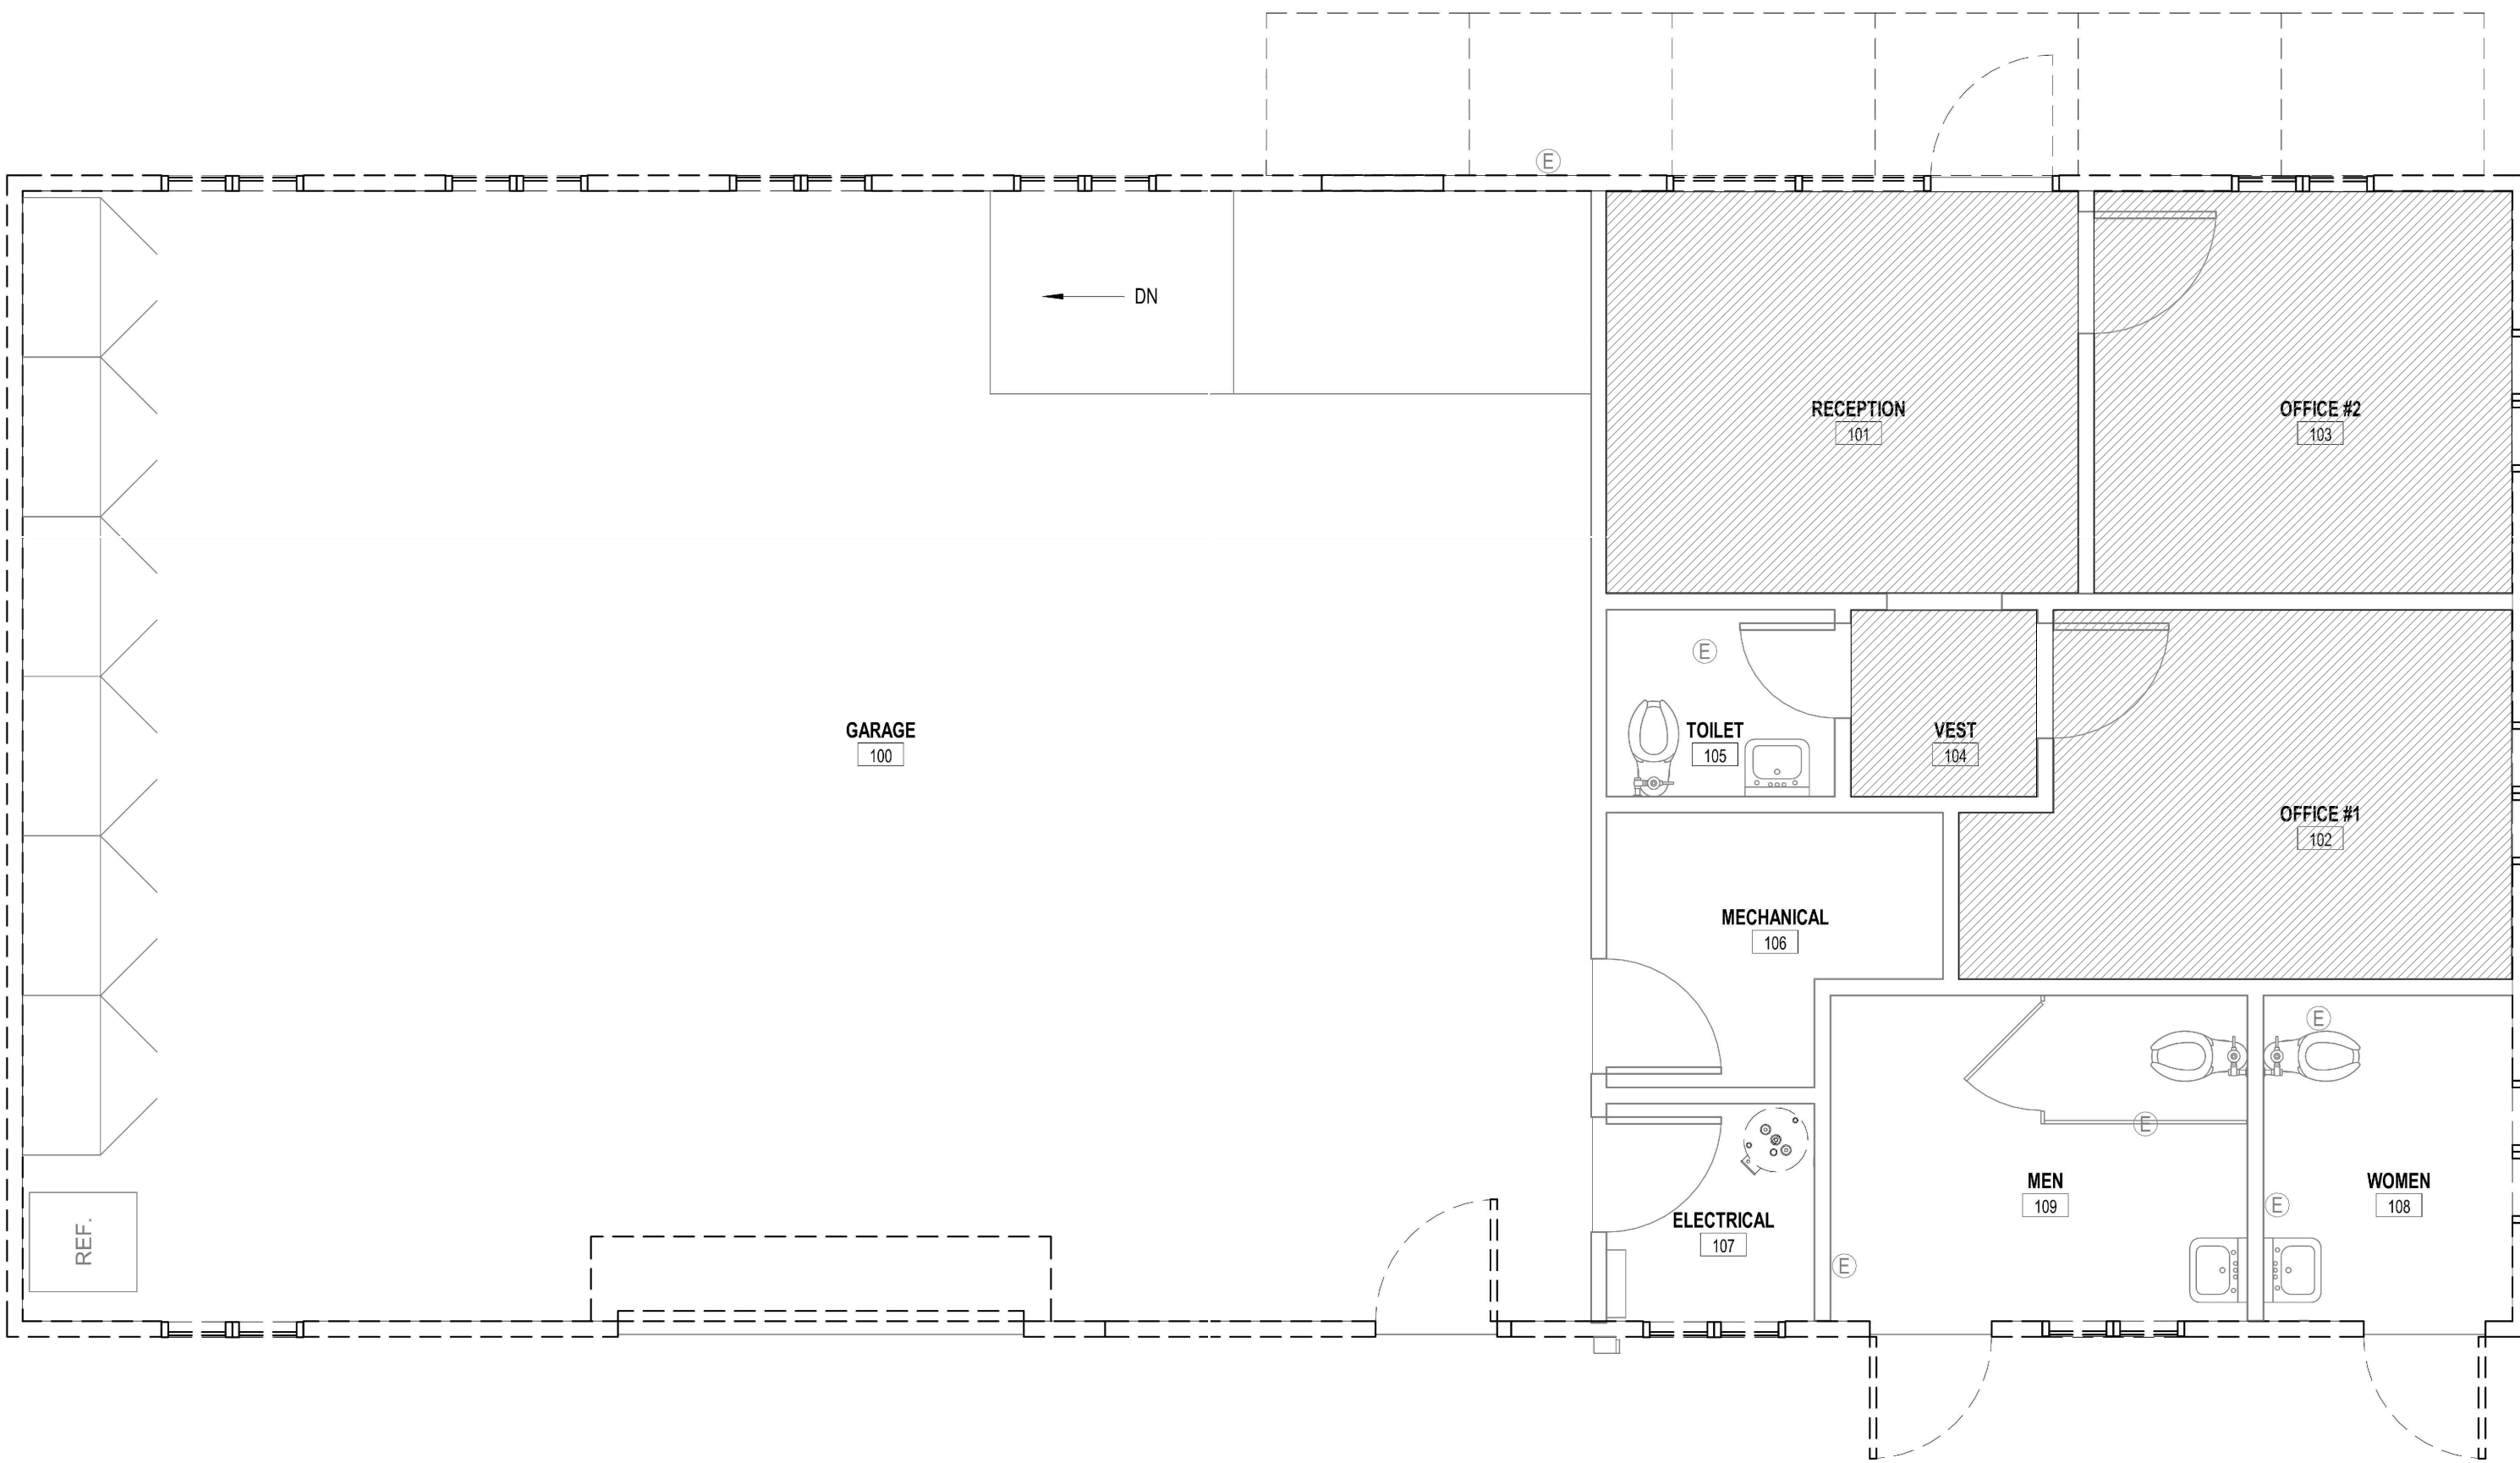 E
DN
RECEPTION
101
OFFICE #2
103
E
GARAGE
100
TOILET
105
VEST
104
OFFICE #1
102
MECHANICAL
106
E
E
MEN
109
WOMEN
108
E
REF.
ELECTRICAL
107
E